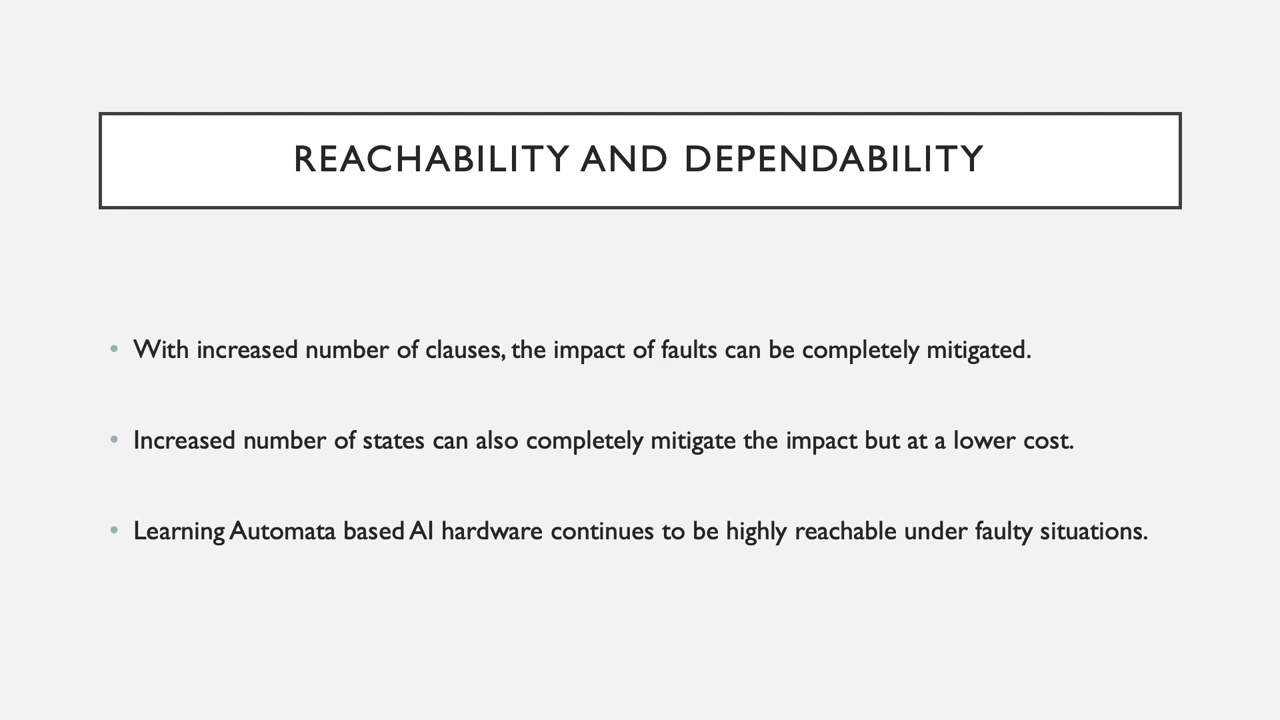 REACHABILITY AND DEPENDABILITY
• With increased number of clauses, the impact of faults can be completely mitigated.
• Increased number of states can also completely mitigate the impact but at a lower cost.
• Learning Automata based AI hardware continues to be highly reachable under faulty situations.